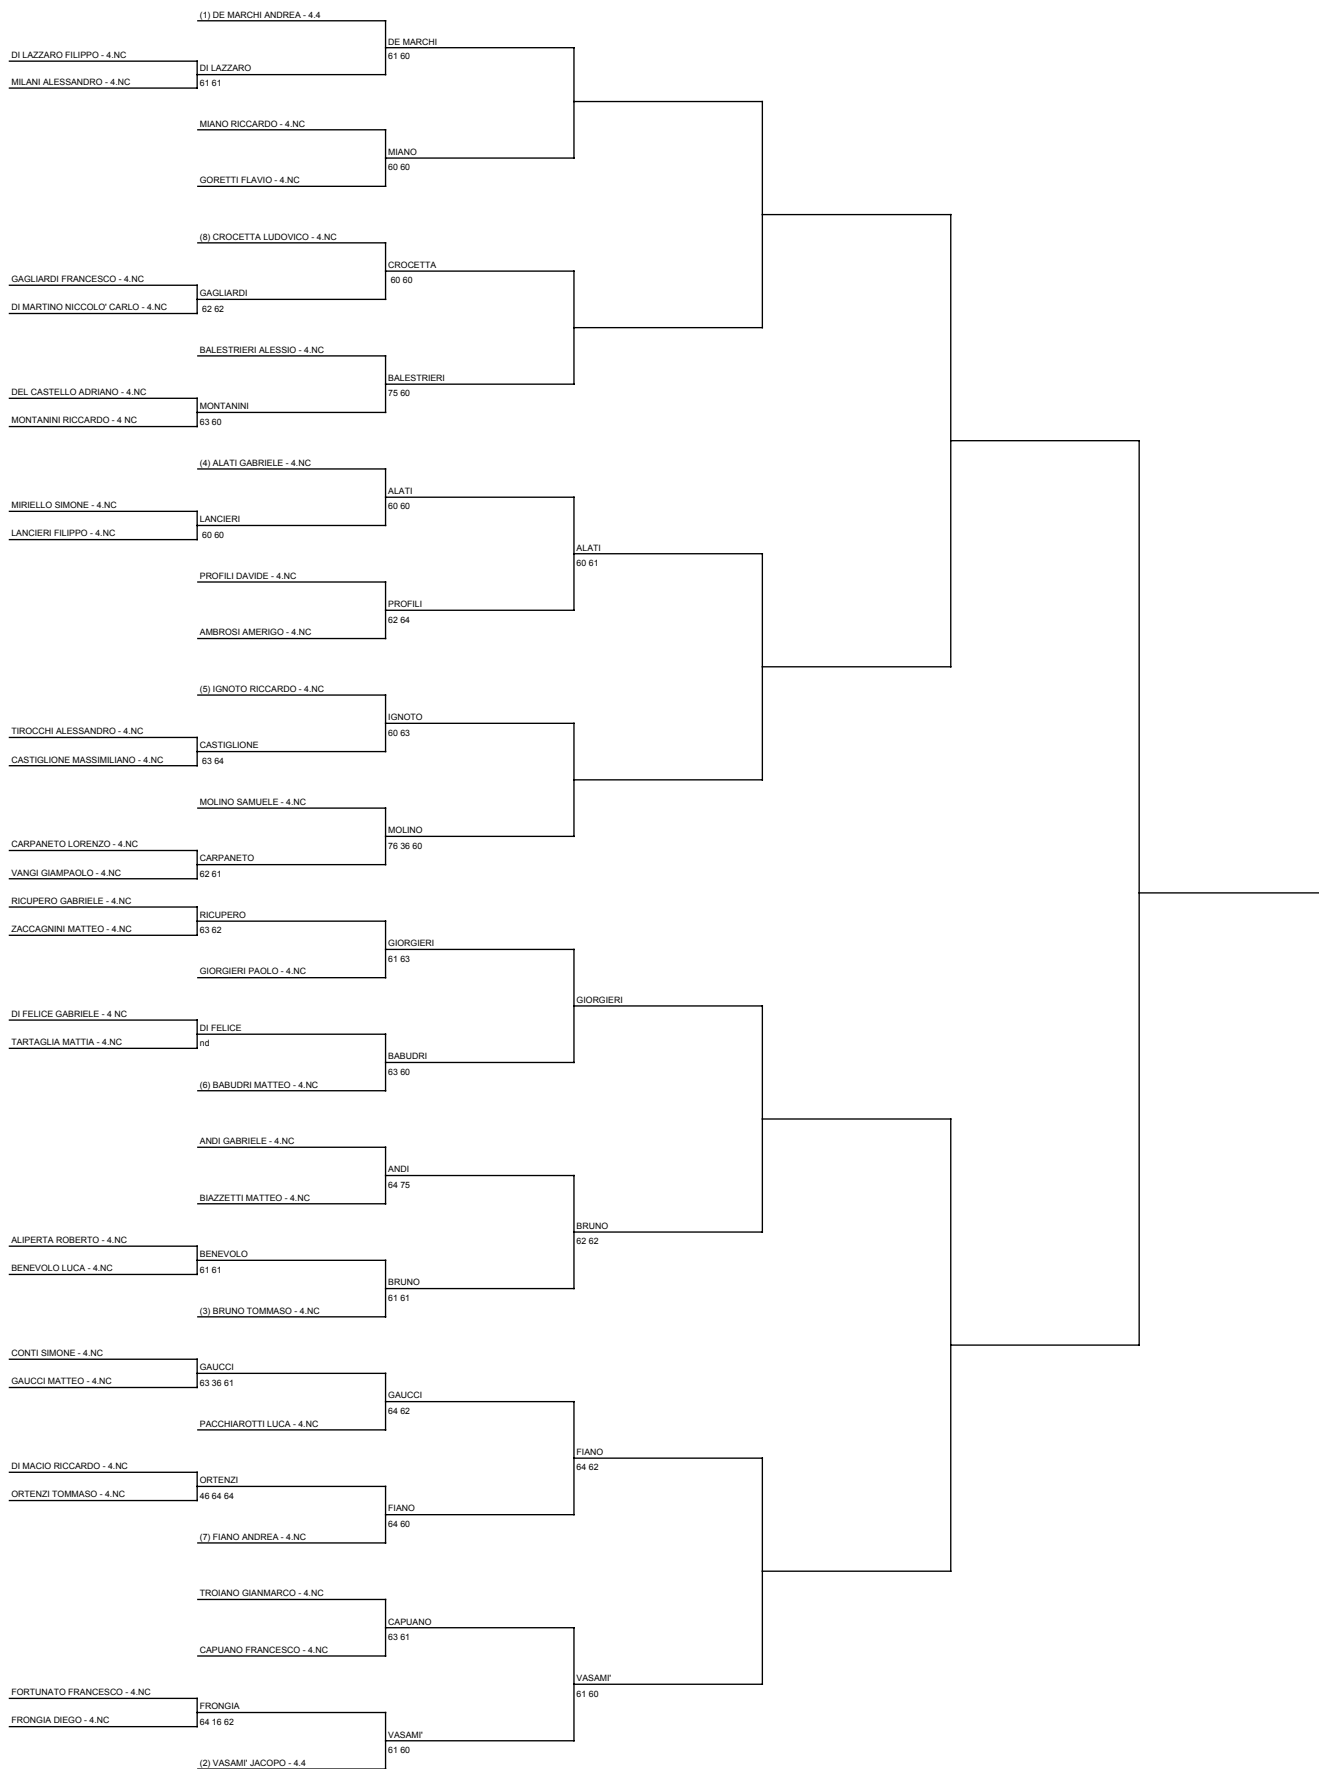 (1) DE MARCHI ANDREA - 4.4
DE MARCHI
DI LAZZARO FILIPPO - 4.NC
61 60
DI LAZZARO
MILANI ALESSANDRO - 4.NC
61 61
MIANO RICCARDO - 4.NC
MIANO
60 60
GORETTI FLAVIO - 4.NC
(8) CROCETTA LUDOVICO - 4.NC
CROCETTA
GAGLIARDI FRANCESCO - 4.NC
60 60
GAGLIARDI
DI MARTINO NICCOLO' CARLO - 4.NC
62 62
BALESTRIERI ALESSIO - 4.NC
BALESTRIERI
DEL CASTELLO ADRIANO - 4.NC
75 60
MONTANINI
MONTANINI RICCARDO - 4 NC
63 60
(4) ALATI GABRIELE - 4.NC
ALATI
MIRIELLO SIMONE - 4.NC
60 60
LANCIERI
LANCIERI FILIPPO - 4.NC
60 60
ALATI
60 61
PROFILI DAVIDE - 4.NC
PROFILI
62 64
AMBROSI AMERIGO - 4.NC
(5) IGNOTO RICCARDO - 4.NC
IGNOTO
TIROCCHI ALESSANDRO - 4.NC
60 63
CASTIGLIONE
CASTIGLIONE MASSIMILIANO - 4.NC
63 64
MOLINO SAMUELE - 4.NC
MOLINO
CARPANETO LORENZO - 4.NC
76 36 60
CARPANETO
VANGI GIAMPAOLO - 4.NC
62 61
RICUPERO GABRIELE - 4.NC
RICUPERO
ZACCAGNINI MATTEO - 4.NC
63 62
GIORGIERI
61 63
GIORGIERI PAOLO - 4.NC
GIORGIERI
DI FELICE GABRIELE - 4 NC
DI FELICE
TARTAGLIA MATTIA - 4.NC
nd
BABUDRI
63 60
(6) BABUDRI MATTEO - 4.NC
ANDI GABRIELE - 4.NC
ANDI
64 75
BIAZZETTI MATTEO - 4.NC
BRUNO
62 62
ALIPERTA ROBERTO - 4.NC
BENEVOLO
BENEVOLO LUCA - 4.NC
61 61
BRUNO
61 61
(3) BRUNO TOMMASO - 4.NC
CONTI SIMONE - 4.NC
GAUCCI
GAUCCI MATTEO - 4.NC
63 36 61
GAUCCI
64 62
PACCHIAROTTI LUCA - 4.NC
FIANO
64 62
DI MACIO RICCARDO - 4.NC
ORTENZI
ORTENZI TOMMASO - 4.NC
46 64 64
FIANO
64 60
(7) FIANO ANDREA - 4.NC
TROIANO GIANMARCO - 4.NC
CAPUANO
63 61
CAPUANO FRANCESCO - 4.NC
VASAMI'
61 60
FORTUNATO FRANCESCO - 4.NC
FRONGIA
FRONGIA DIEGO - 4.NC
64 16 62
VASAMI'
61 60
(2) VASAMI' JACOPO - 4.4